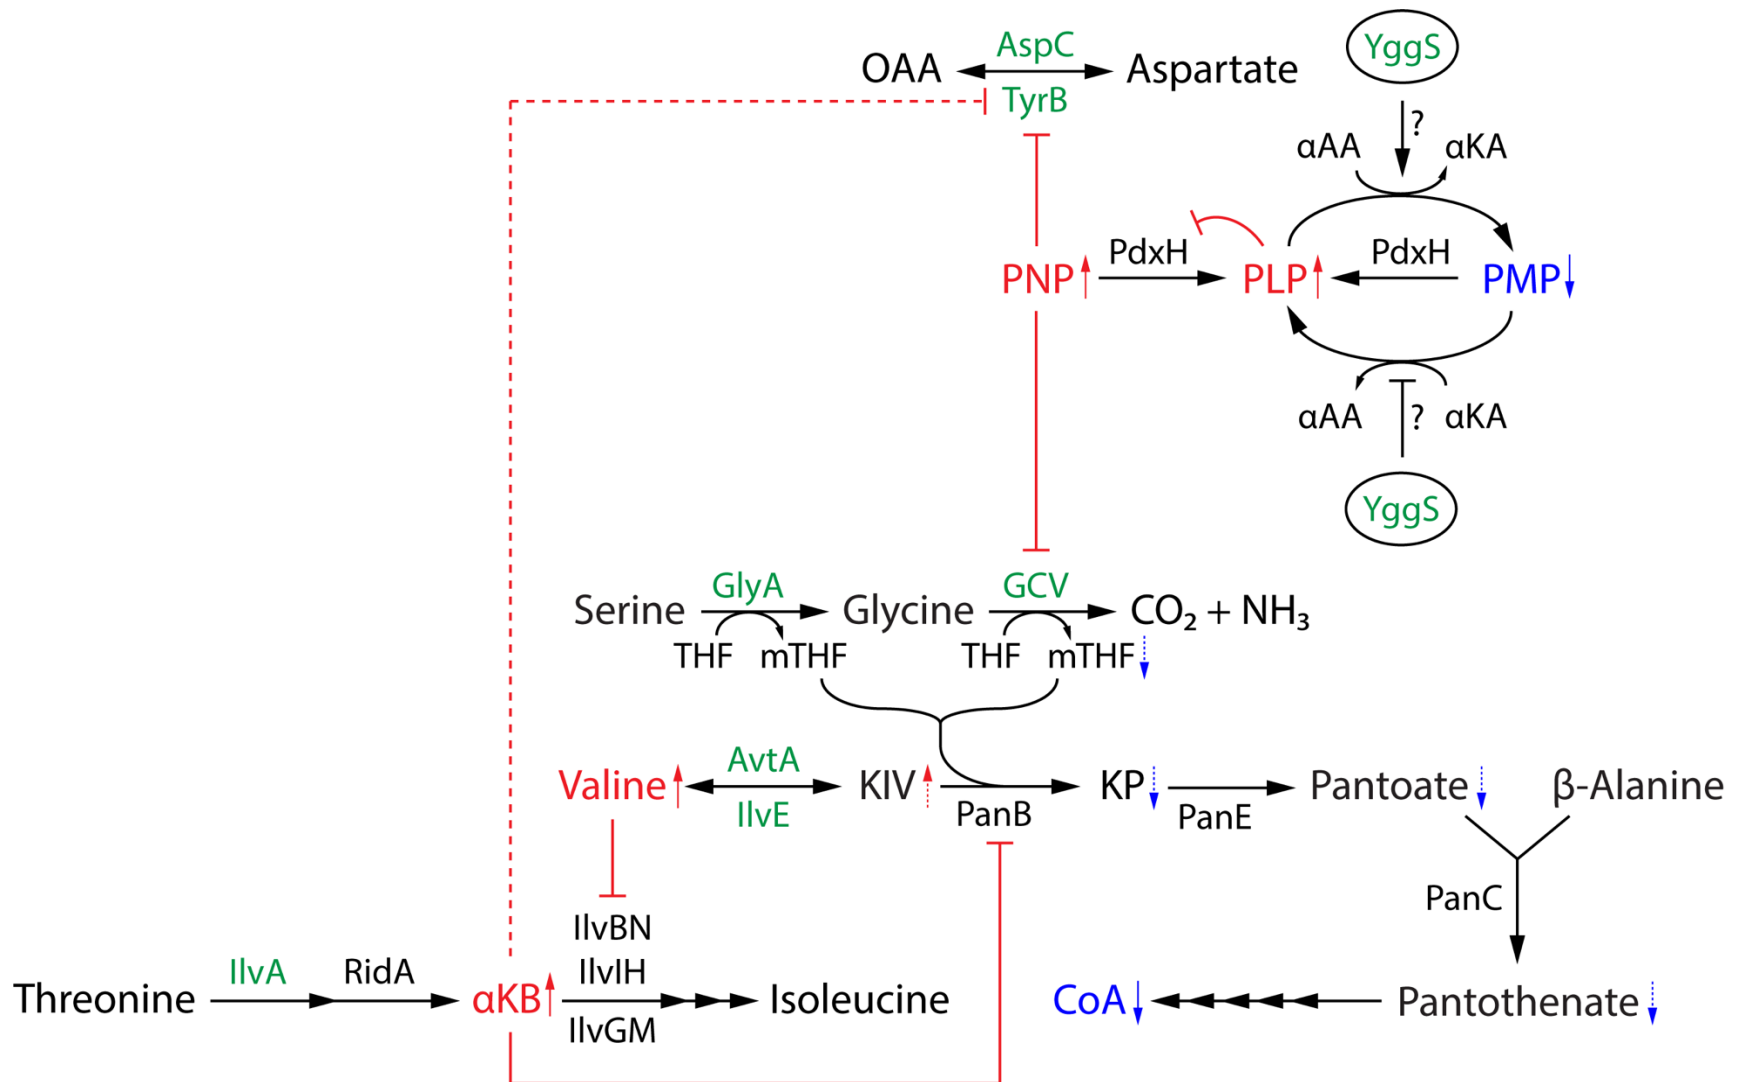 AspC
YggS
OAA
Aspartate
TyrB
?
αAA
αKA
PNP
PdxH
PLP
PdxH
PMP
αAA
?
αKA
YggS
GlyA
GCV
Serine
Glycine
CO₂ + NH₃
THF
mTHF
THF
mTHF
Valine
AvtA
IlvE
KIV
PanB
KP
PanE
Pantoate
β-Alanine
PanC
IlvBN
Threonine
IlvA
RidA
αKB
IlvIH
IlvGM
Isoleucine
CoA
Pantothenate